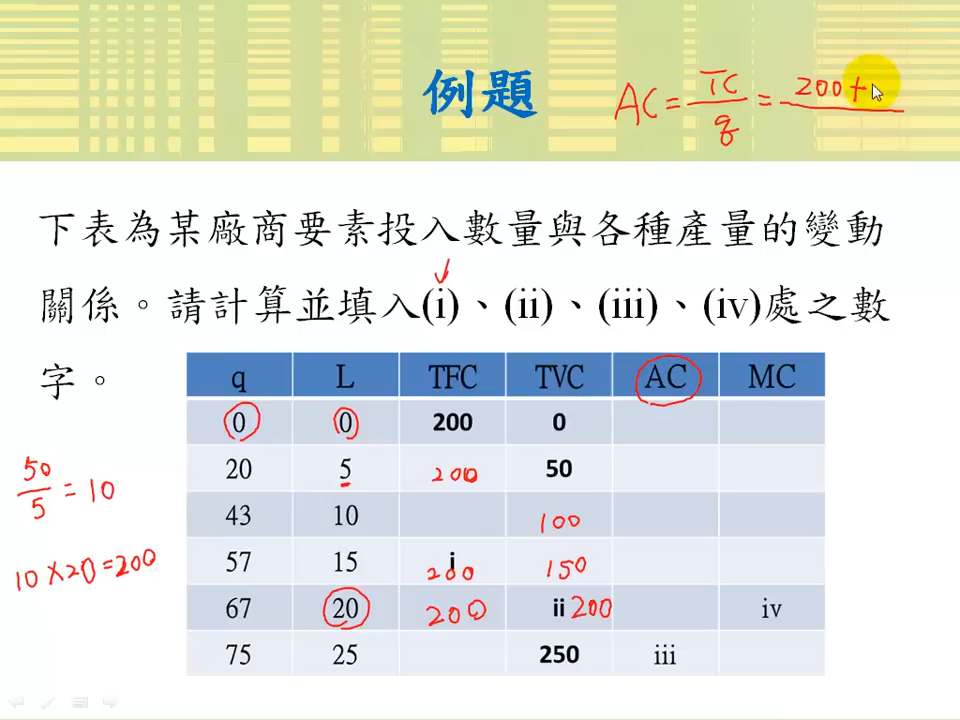 例題
AC = TC/q = 200+
下表為某廠商要素投入數量與各種產量的變動
關係。請計算並填入(i)、(ii)、(iii)、(iv)處之數
字。
q L TFC TVC AC MC
0 0 200 0
20 5 200 50
43 10 100
57 15 i 200 150
67 20 200 ii 200 iv
75 25 250 iii
50/5 = 10
10×20=200